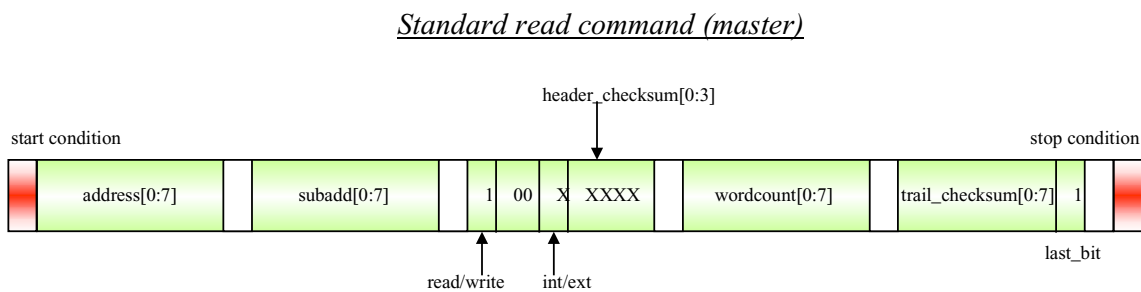 Standard read command (master)
header_checksum[0:3]
start condition
stop condition
address[0:7] subadd[0:7] 1 00 X XXXX wordcount[0:7] trail_checksum[0:7] 1
last_bit
read/write int/ext